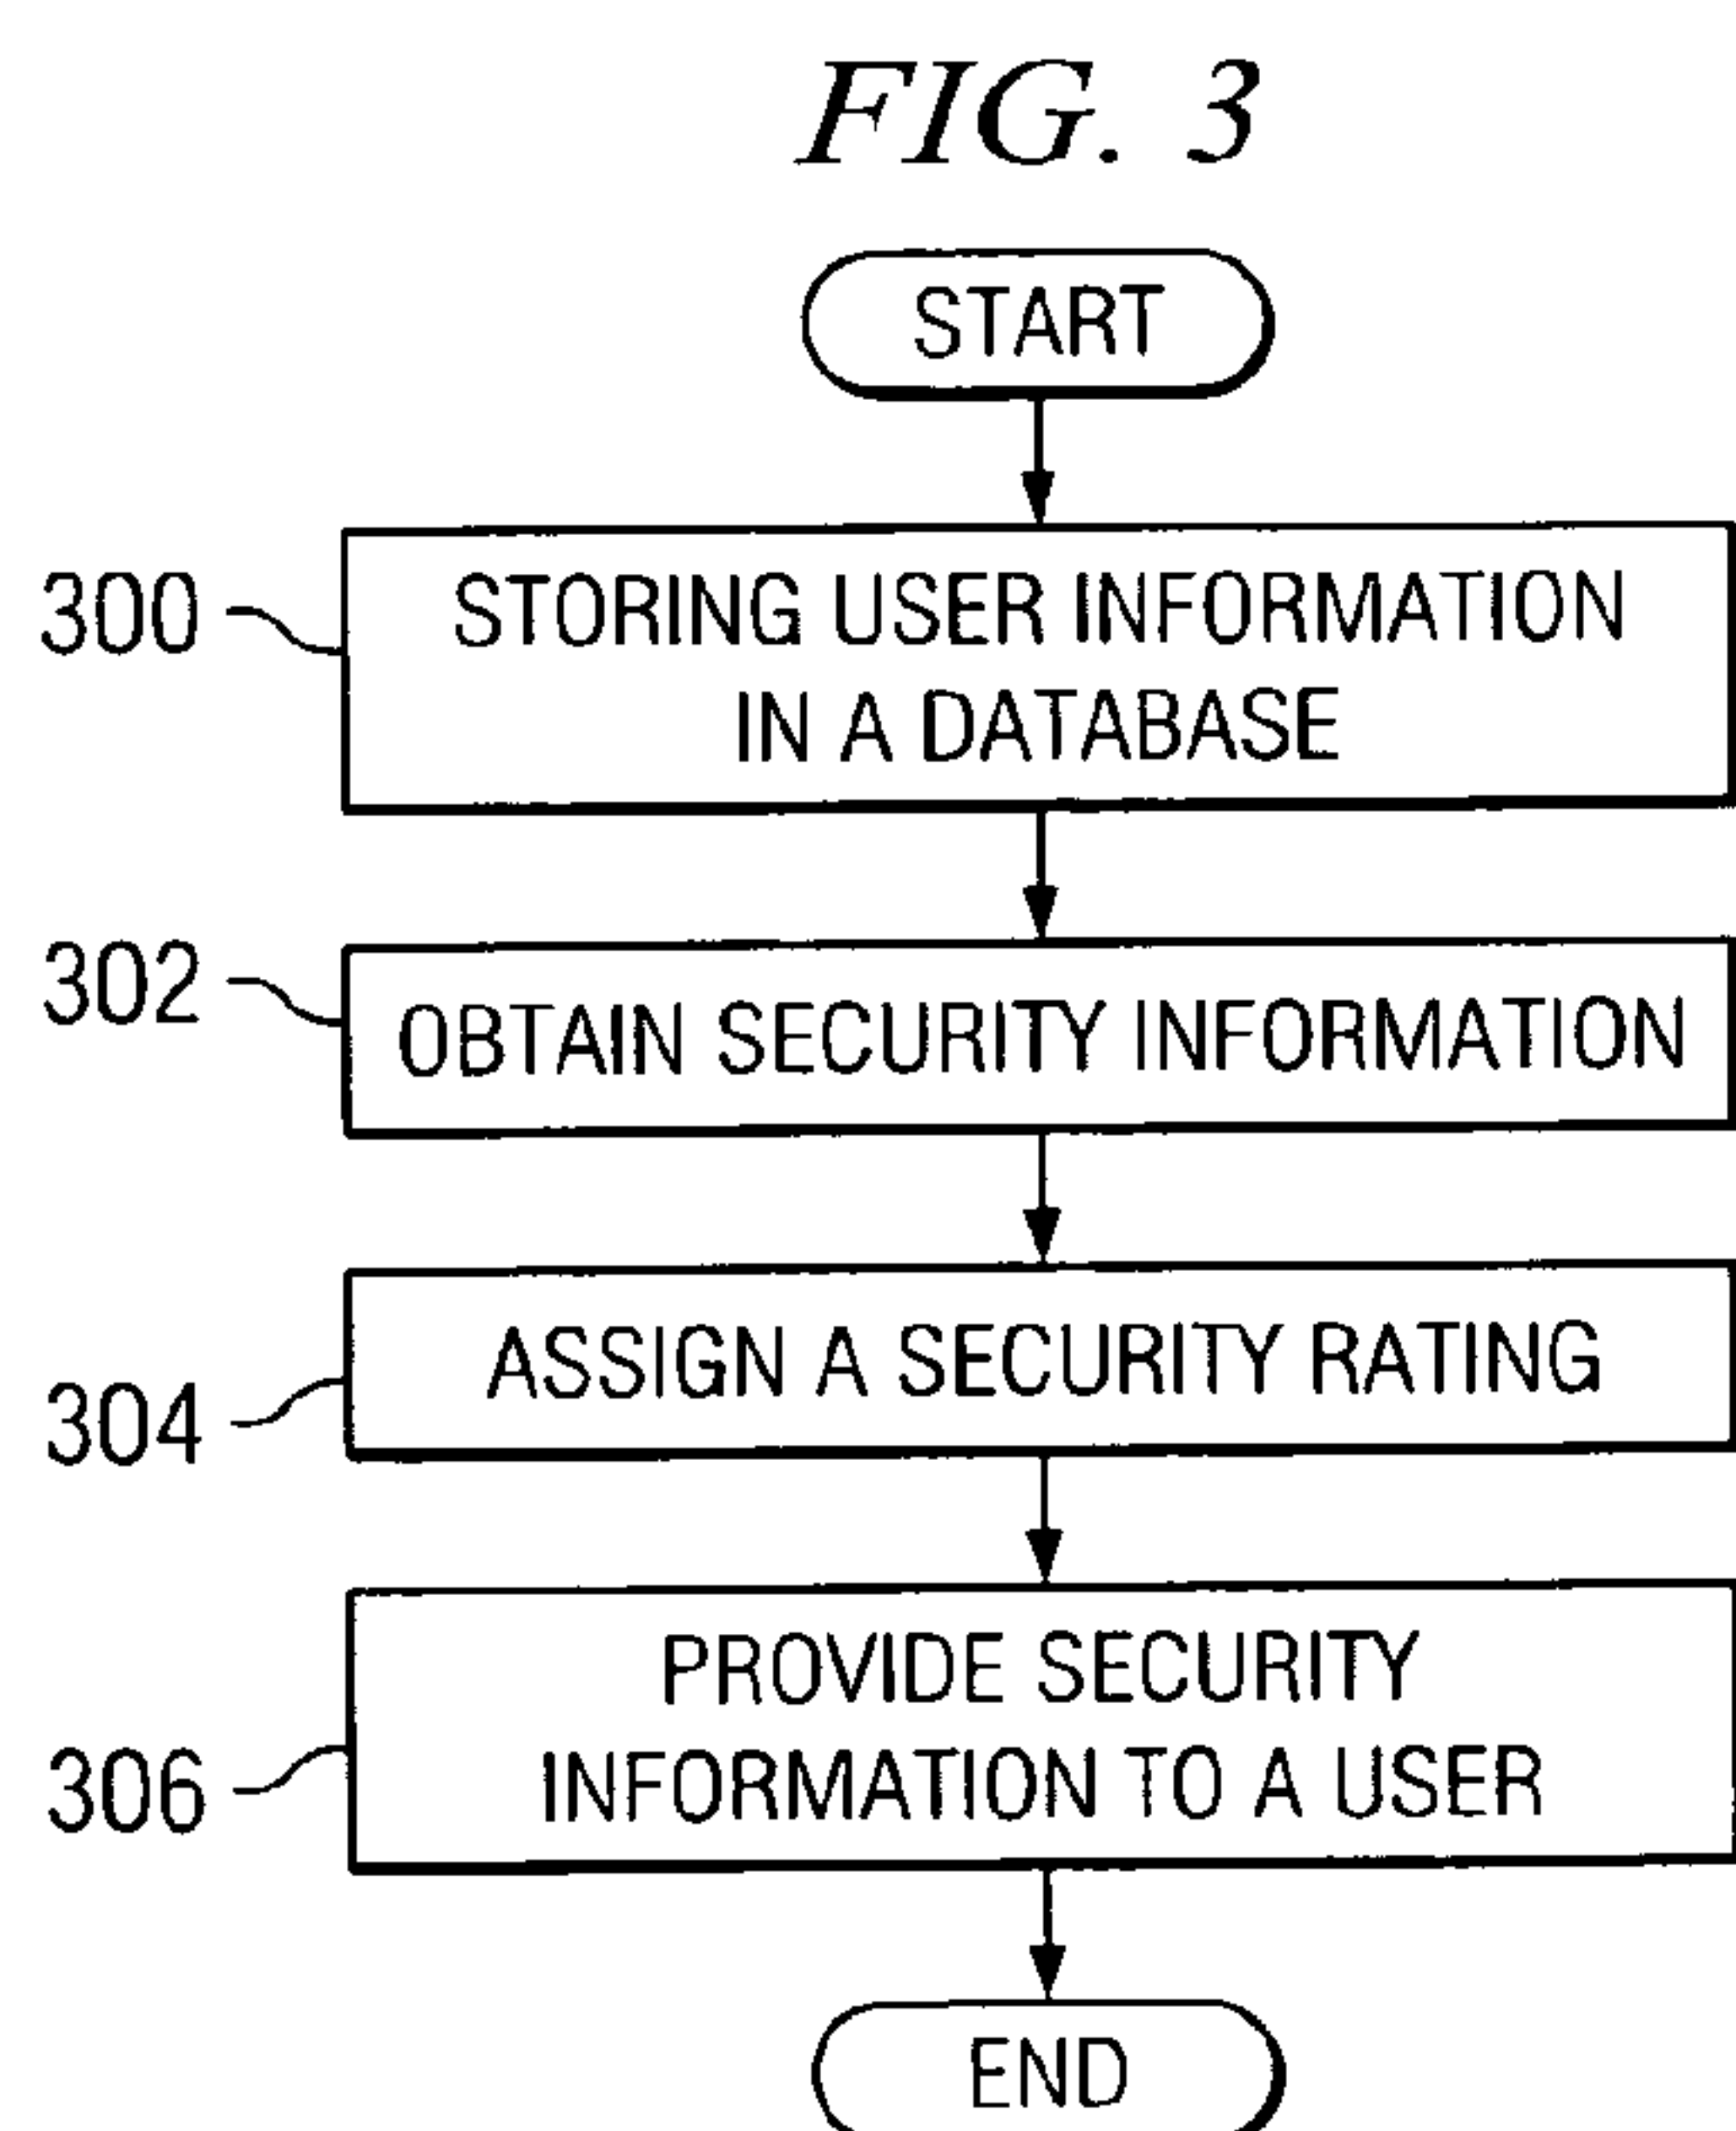 FIG. 3
START
300
STORING USER INFORMATION
IN A DATABASE
302
OBTAIN SECURITY INFORMATION
304
ASSIGN A SECURITY RATING
306
PROVIDE SECURITY
INFORMATION TO A USER
END